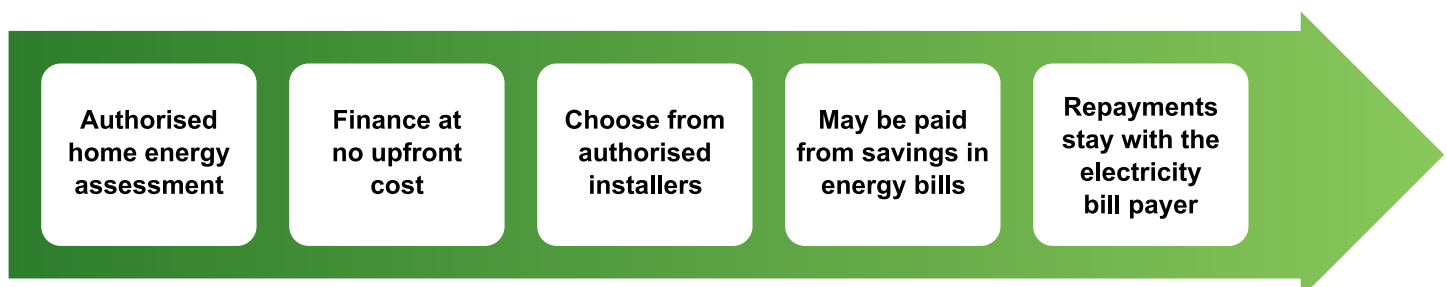 Authorised
home energy
assessment
Finance at
no upfront
cost
Choose from
authorised
installers
May be paid
from savings in
energy bills
Repayments
stay with the
electricity
bill payer